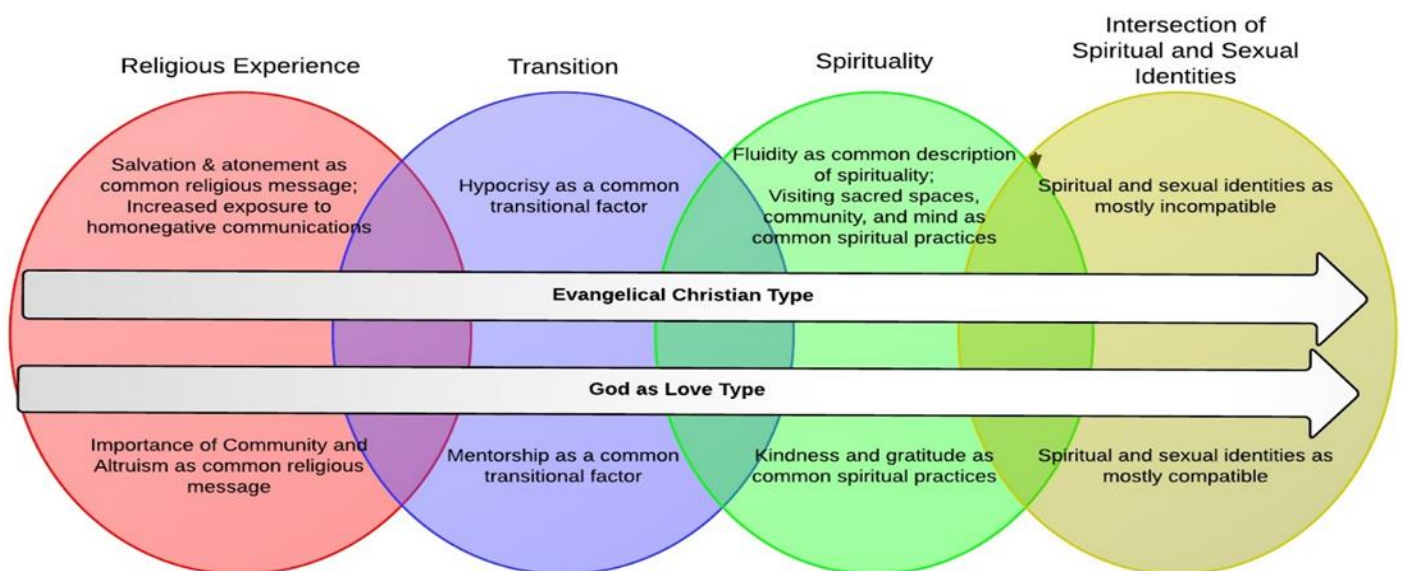 Religious Experience
Transition
Spirituality
Intersection of
Spiritual and Sexual
Identities
Salvation & atonement as
common religious message;
Increased exposure to
homonegative communications
Hypocrisy as a common
transitional factor
Fluidity as common description
of spirituality;
Visiting sacred spaces,
community, and mind as
common spiritual practices
Spiritual and sexual identities as
mostly incompatible
Evangelical Christian Type
God as Love Type
Importance of Community and
Altruism as common religious
message
Mentorship as a common
transitional factor
Kindness and gratitude as
common spiritual practices
Spiritual and sexual identities as
mostly compatible